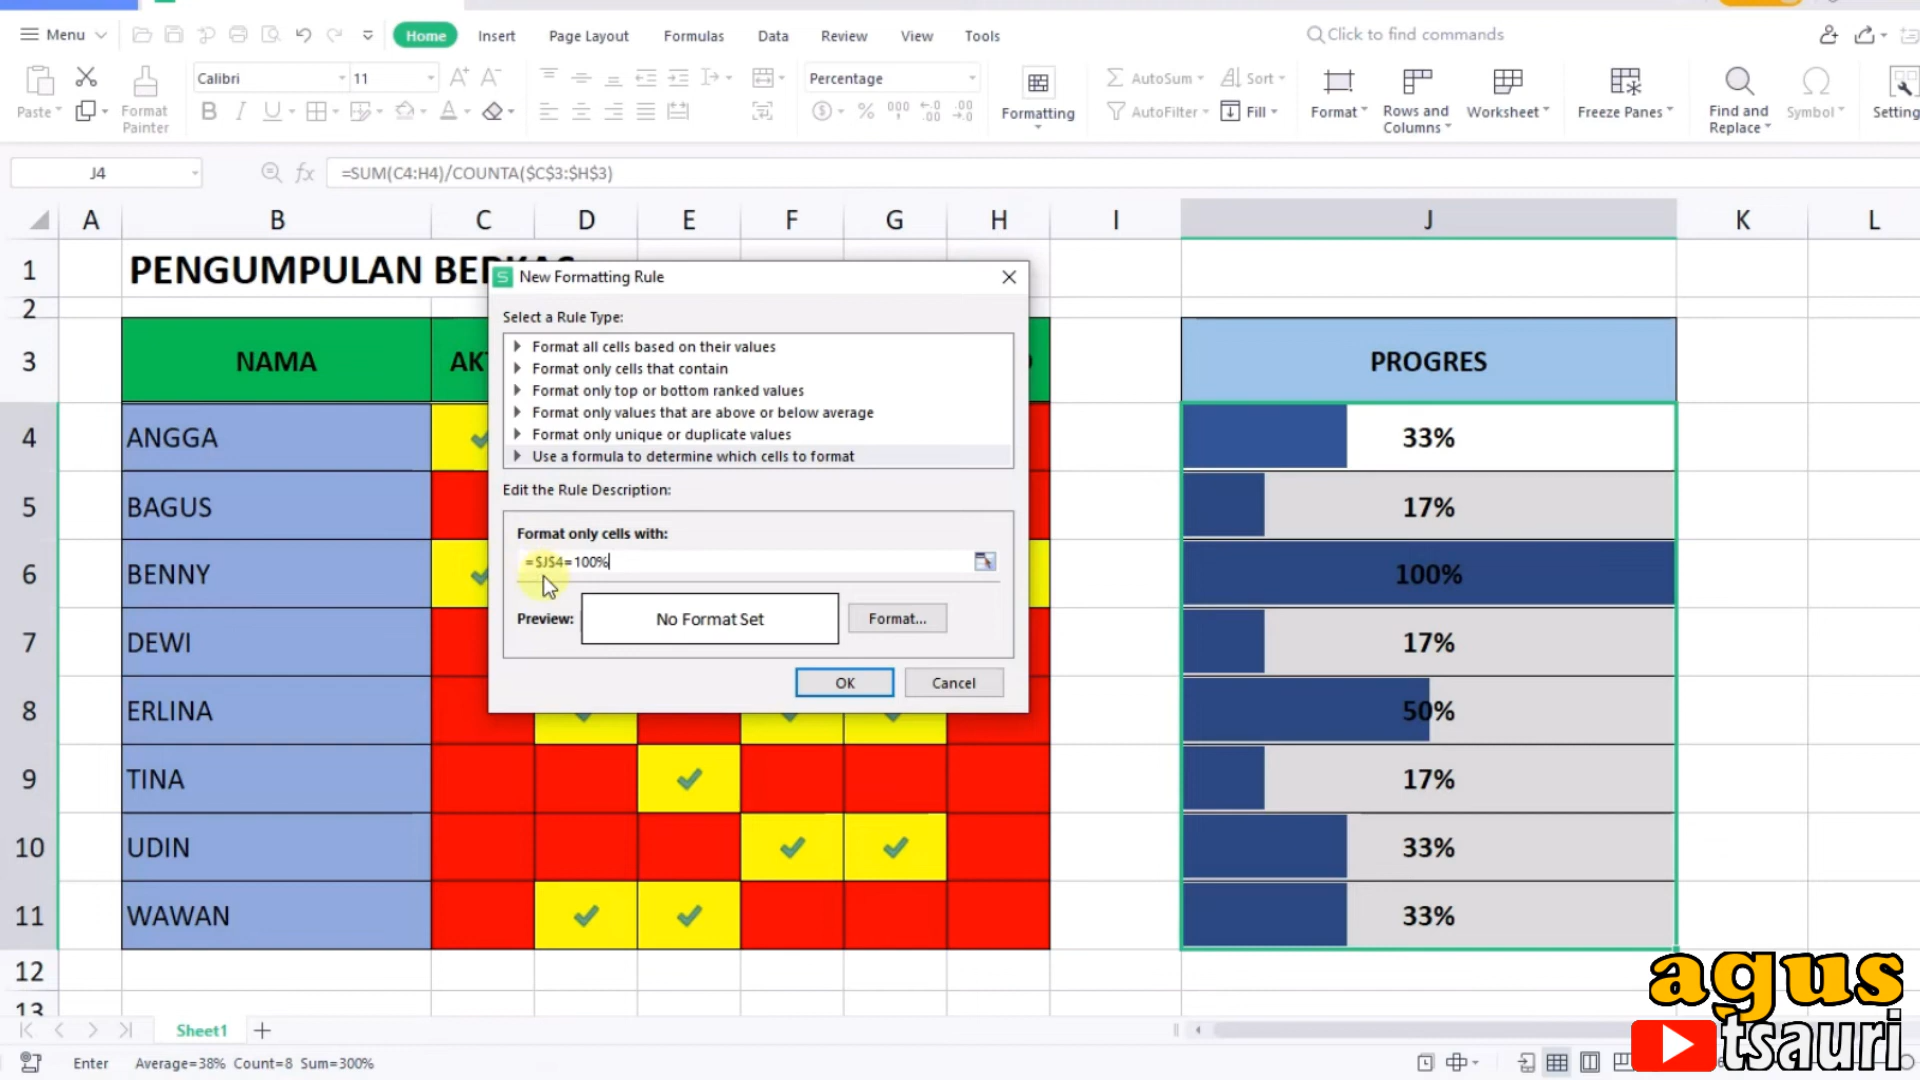 Menu Home Insert Page Layout Formulas Data Review View Tools Click to find commands
Calibri 11 Percentage AutoSum Sort
Paste Format Painter B I U Formatting AutoFilter Fill Format Rows and Columns Worksheet Freeze Panes Find and Replace Symbol Setting
J4 fx =SUM(C4:H4)/COUNTA($C$3:$H$3)
A B C D E F G H I J K L
1 PENGUMPULAN
2
3 NAMA PROGRES
4 ANGGA 33%
5 BAGUS 17%
6 BENNY 100%
7 DEWI 17%
8 ERLINA 50%
9 TINA 17%
10 UDIN 33%
11 WAWAN 33%
12
13
New Formatting Rule
Select a Rule Type:
Format all cells based on their values
Format only cells that contain
Format only top or bottom ranked values
Format only values that are above or below average
Format only unique or duplicate values
Use a formula to determine which cells to format
Edit the Rule Description:
Format only cells with:
=$J$4=100%
Preview: No Format Set Format...
OK Cancel
Sheet1
Enter Average=38% Count=8 Sum=300%
agus
tsauri